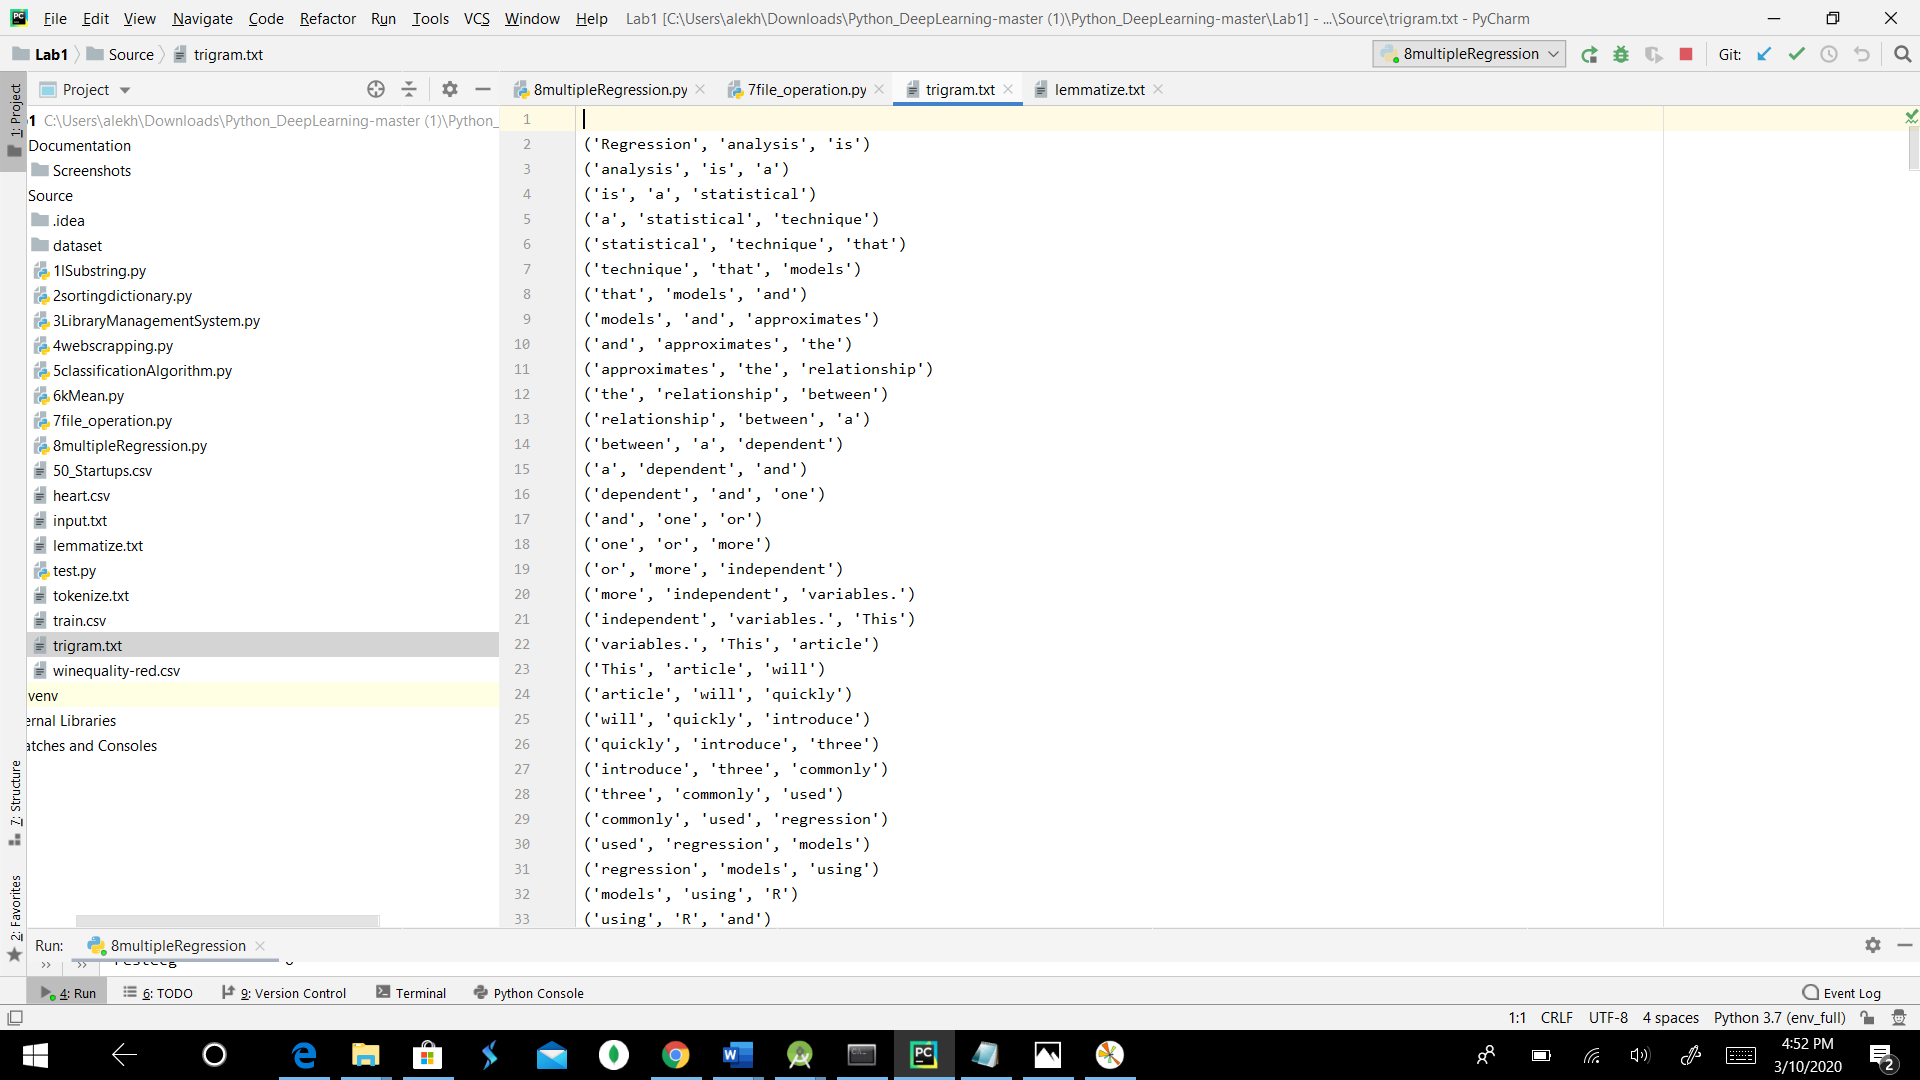 File Edit View Navigate Code Refactor Run Tools VCS Window Help Lab1 [C:\Users\alekh\Downloads\Python_DeepLearning-master (1)\Python_DeepLearning-master\Lab1] - ...\Source\trigram.txt - PyCharm
Lab1 Source trigram.txt 8multipleRegression Git:
Project 8multipleRegression.py 7file_operation.py trigram.txt lemmatize.txt
1: Project
1 C:\Users\alekh\Downloads\Python_DeepLearning-master (1)\Python_
Documentation
Screenshots
Source
.idea
dataset
1lSubstring.py
2sortingdictionary.py
3LibraryManagementSystem.py
4webscrapping.py
5classificationAlgorithm.py
6kMean.py
7file_operation.py
8multipleRegression.py
50_Startups.csv
heart.csv
input.txt
lemmatize.txt
test.py
tokenize.txt
train.csv
trigram.txt
winequality-red.csv
venv
ernal Libraries
atches and Consoles
7: Structure
2: Favorites
1
2 ('Regression', 'analysis', 'is')
3 ('analysis', 'is', 'a')
4 ('is', 'a', 'statistical')
5 ('a', 'statistical', 'technique')
6 ('statistical', 'technique', 'that')
7 ('technique', 'that', 'models')
8 ('that', 'models', 'and')
9 ('models', 'and', 'approximates')
10 ('and', 'approximates', 'the')
11 ('approximates', 'the', 'relationship')
12 ('the', 'relationship', 'between')
13 ('relationship', 'between', 'a')
14 ('between', 'a', 'dependent')
15 ('a', 'dependent', 'and')
16 ('dependent', 'and', 'one')
17 ('and', 'one', 'or')
18 ('one', 'or', 'more')
19 ('or', 'more', 'independent')
20 ('more', 'independent', 'variables.')
21 ('independent', 'variables.', 'This')
22 ('variables.', 'This', 'article')
23 ('This', 'article', 'will')
24 ('article', 'will', 'quickly')
25 ('will', 'quickly', 'introduce')
26 ('quickly', 'introduce', 'three')
27 ('introduce', 'three', 'commonly')
28 ('three', 'commonly', 'used')
29 ('commonly', 'used', 'regression')
30 ('used', 'regression', 'models')
31 ('regression', 'models', 'using')
32 ('models', 'using', 'R')
33 ('using', 'R', 'and')
Run: 8multipleRegression
4: Run 6: TODO 9: Version Control Terminal Python Console Event Log
1:1 CRLF UTF-8 4 spaces Python 3.7 (env_full)
4:52 PM
3/10/2020
2